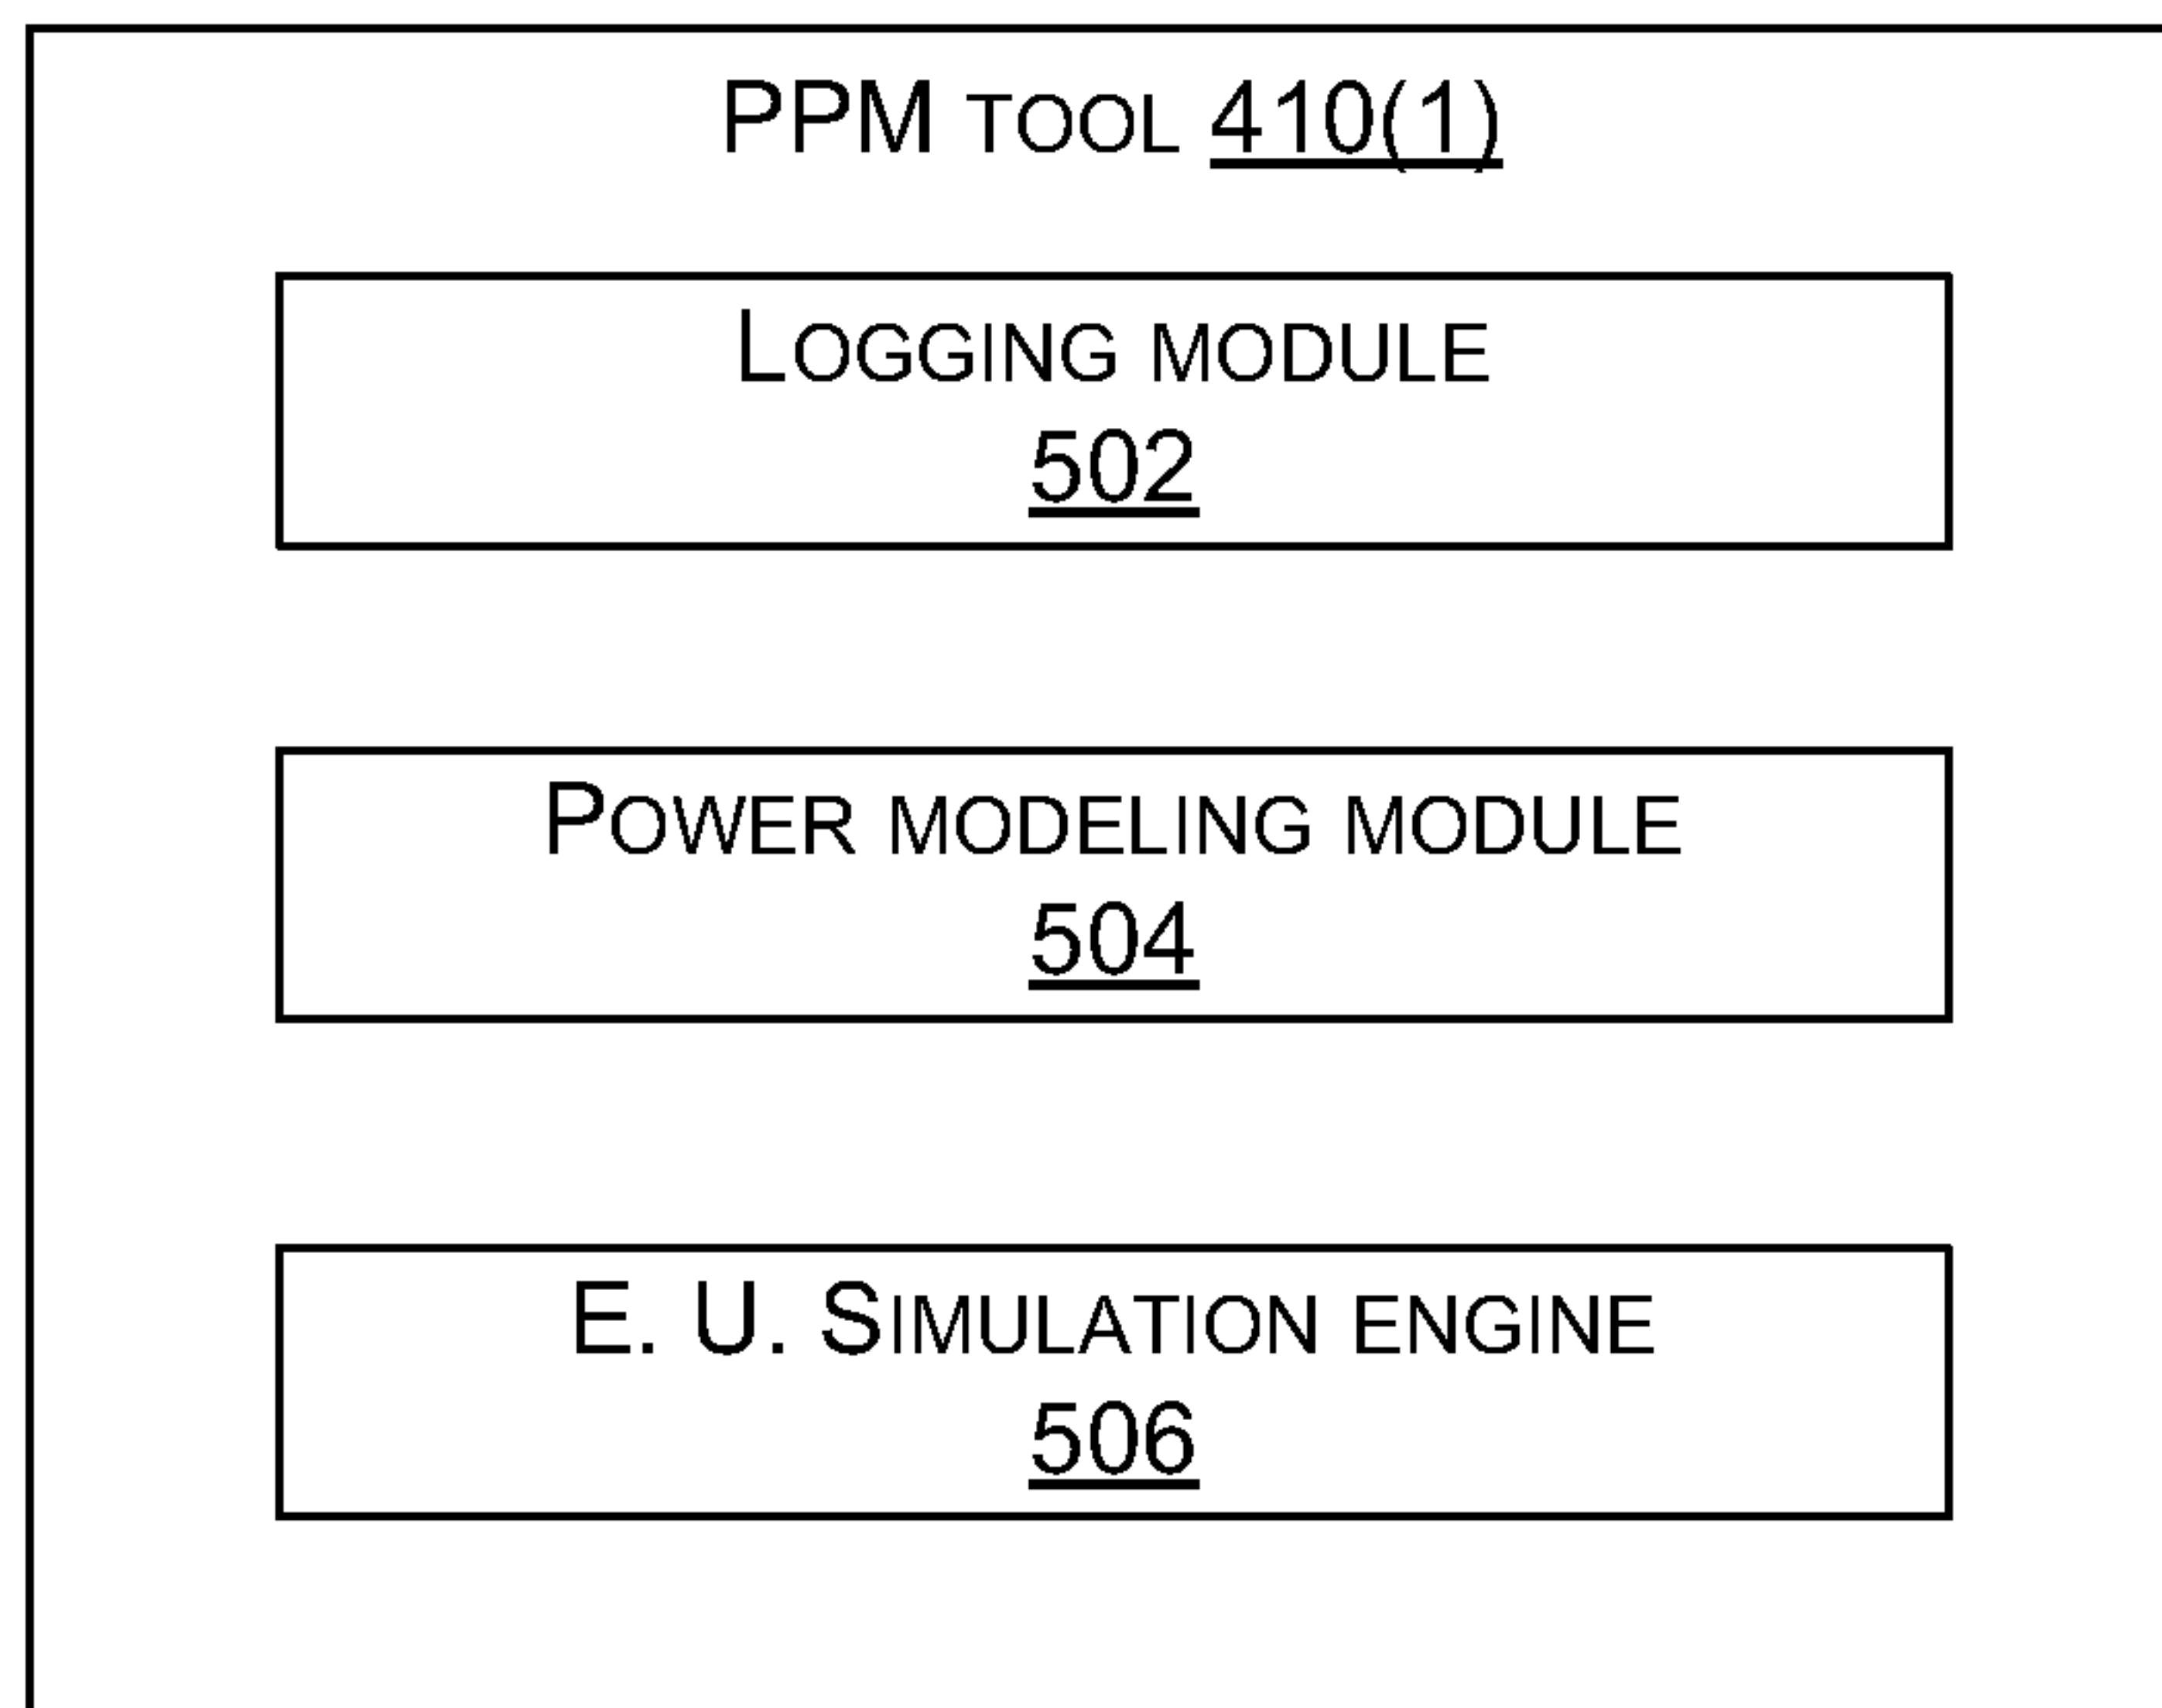 PPM TOOL 410(1)
LOGGING MODULE
502
POWER MODELING MODULE
504
E. U. SIMULATION ENGINE
506